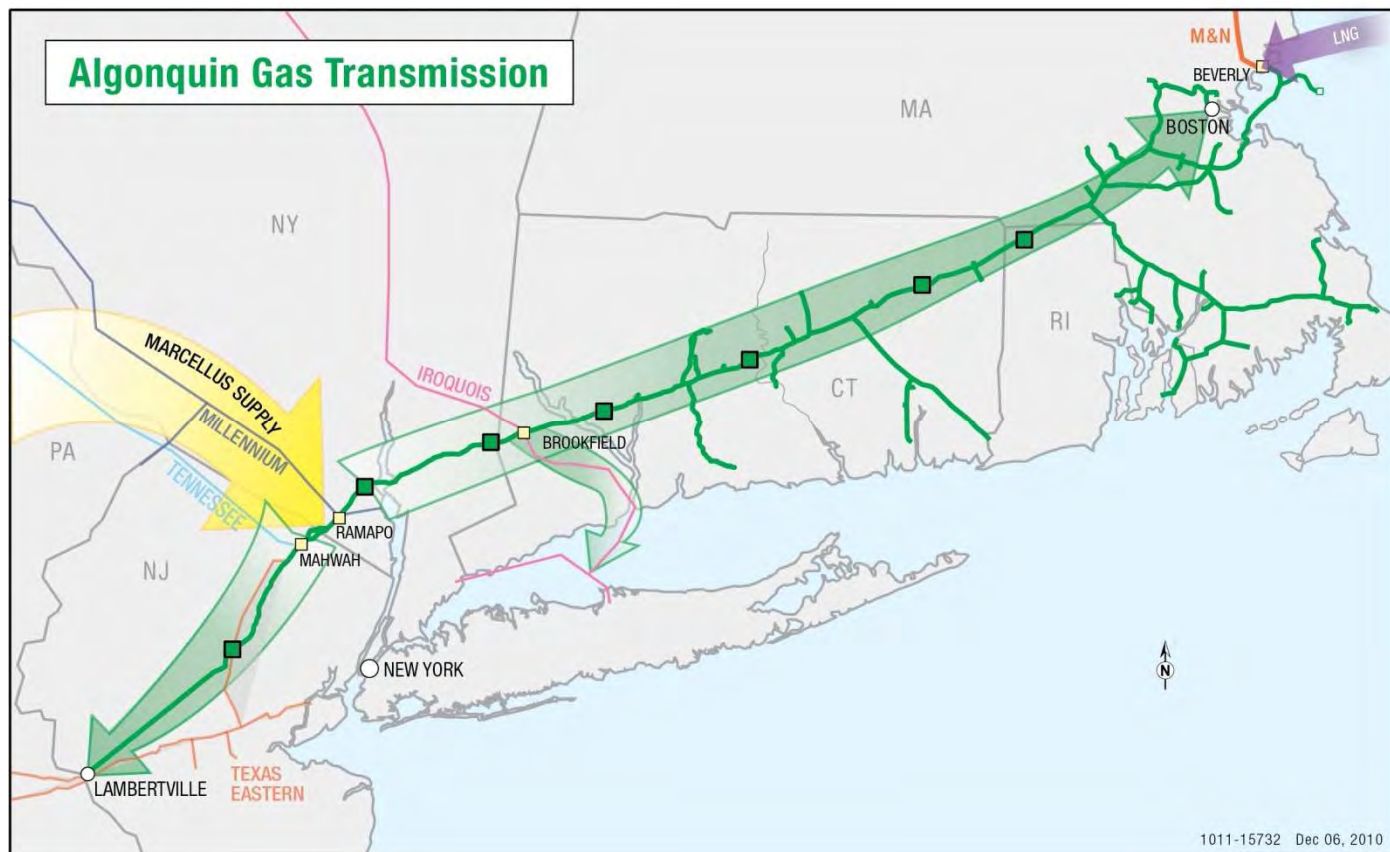 Algonquin Gas Transmission
M&N
LNG
BEVERLY
BOSTON
MA
NY
MARCELLUS SUPPLY
MILLENNIUM
TENNESSEE
IROQUOIS
BROOKFIELD
CT
RI
PA
RAMAPO
MAHWAH
NJ
NEW YORK
N
LAMBERTVILLE
TEXAS
EASTERN
1011-15732 Dec 06, 2010